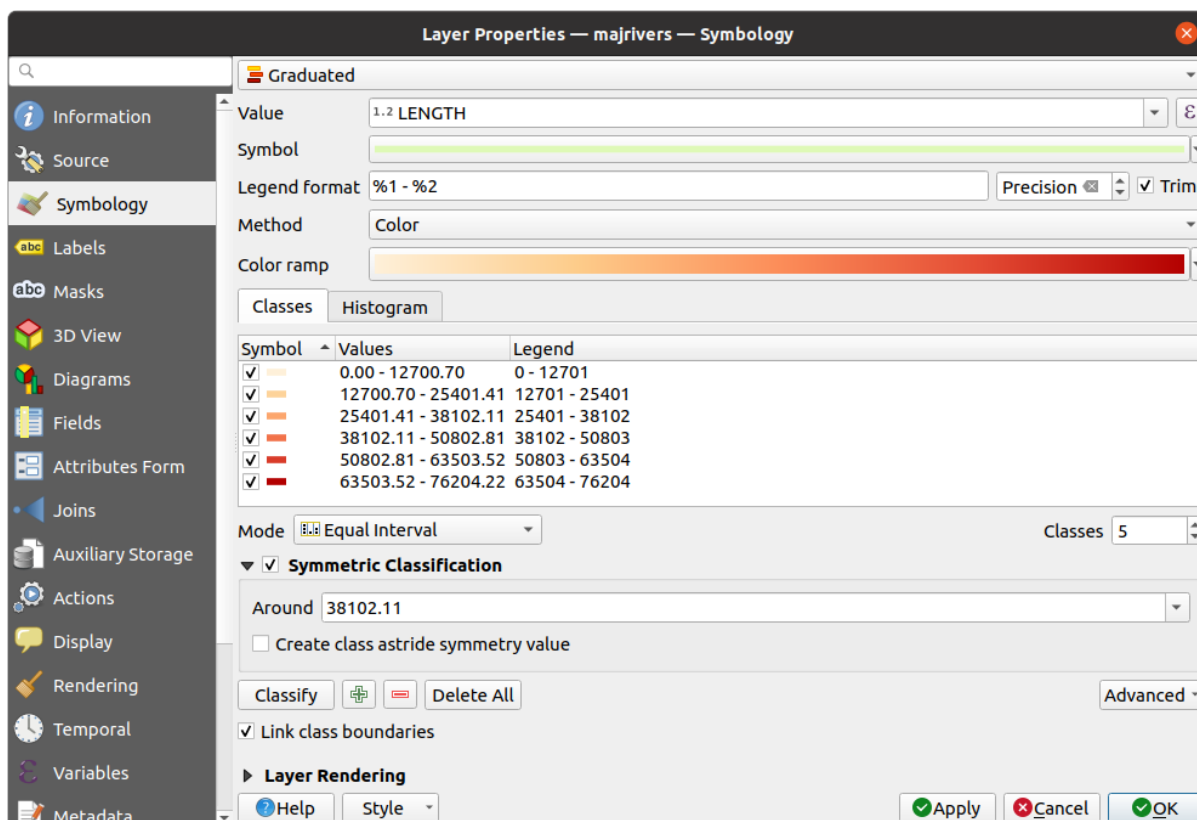 Layer Properties — majrivers — Symbology
Graduated
Information
Value
1.2 LENGTH
ε
Source
Symbol
Symbology
Legend format
%1 - %2
Precision
Trim
Labels
abc
Method
Color
Masks
abc
Color ramp
3D View
Classes
Histogram
Diagrams
Symbol
Values
Legend
0.00 - 12700.70
0 - 12701
12700.70 - 25401.41
12701 - 25401
Fields
25401.41 - 38102.11
25401 - 38102
38102.11 - 50802.81
38102 - 50803
Attributes Form
50802.81 - 63503.52
50803 - 63504
63503.52 - 76204.22
63504 - 76204
Joins
Mode
Equal Interval
Classes
5
Auxiliary Storage
Symmetric Classification
Actions
Around
38102.11
Display
Create class astride symmetry value
Rendering
Classify
Delete All
Advanced
Temporal
Link class boundaries
Variables
Layer Rendering
Metadata
Help
Style
Apply
Cancel
OK